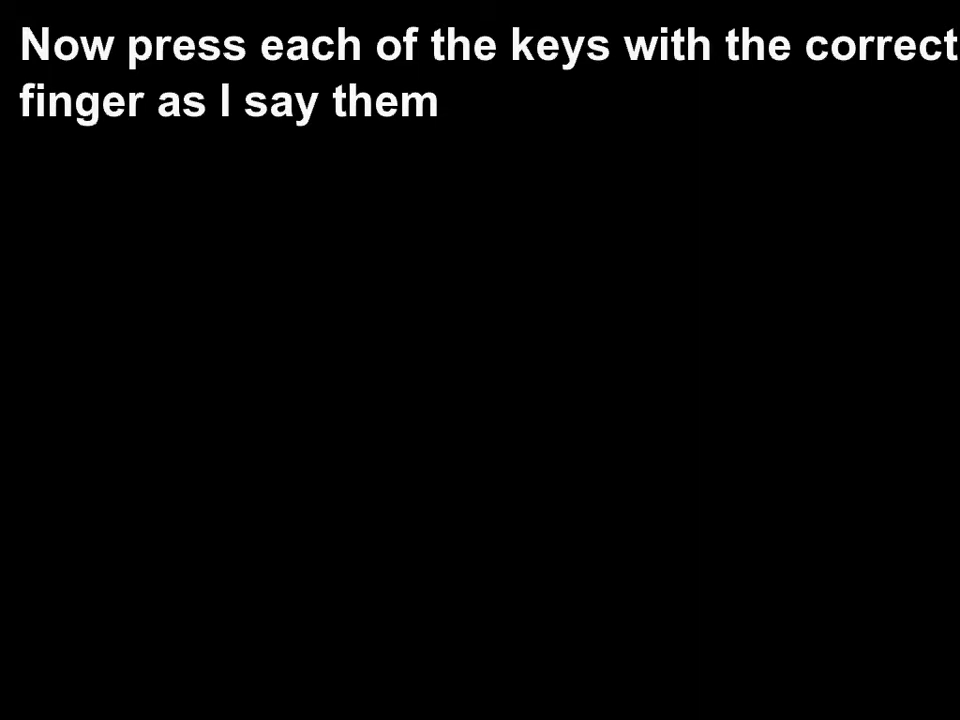 Now press each of the keys with the correct
finger as I say them